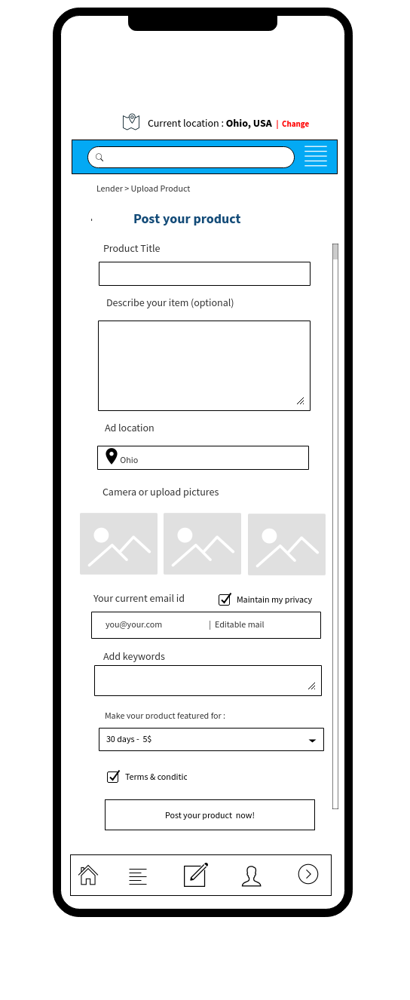 Current location : Ohio, USA | Change
Lender > Upload Product
Post your product
Product Title
Describe your item (optional)
Ad location
Ohio
Camera or upload pictures
Your current email id
Maintain my privacy
you@your.com | Editable mail
Add keywords
Make your product featured for :
30 days - 5$
Terms & conditic
Post your product now!